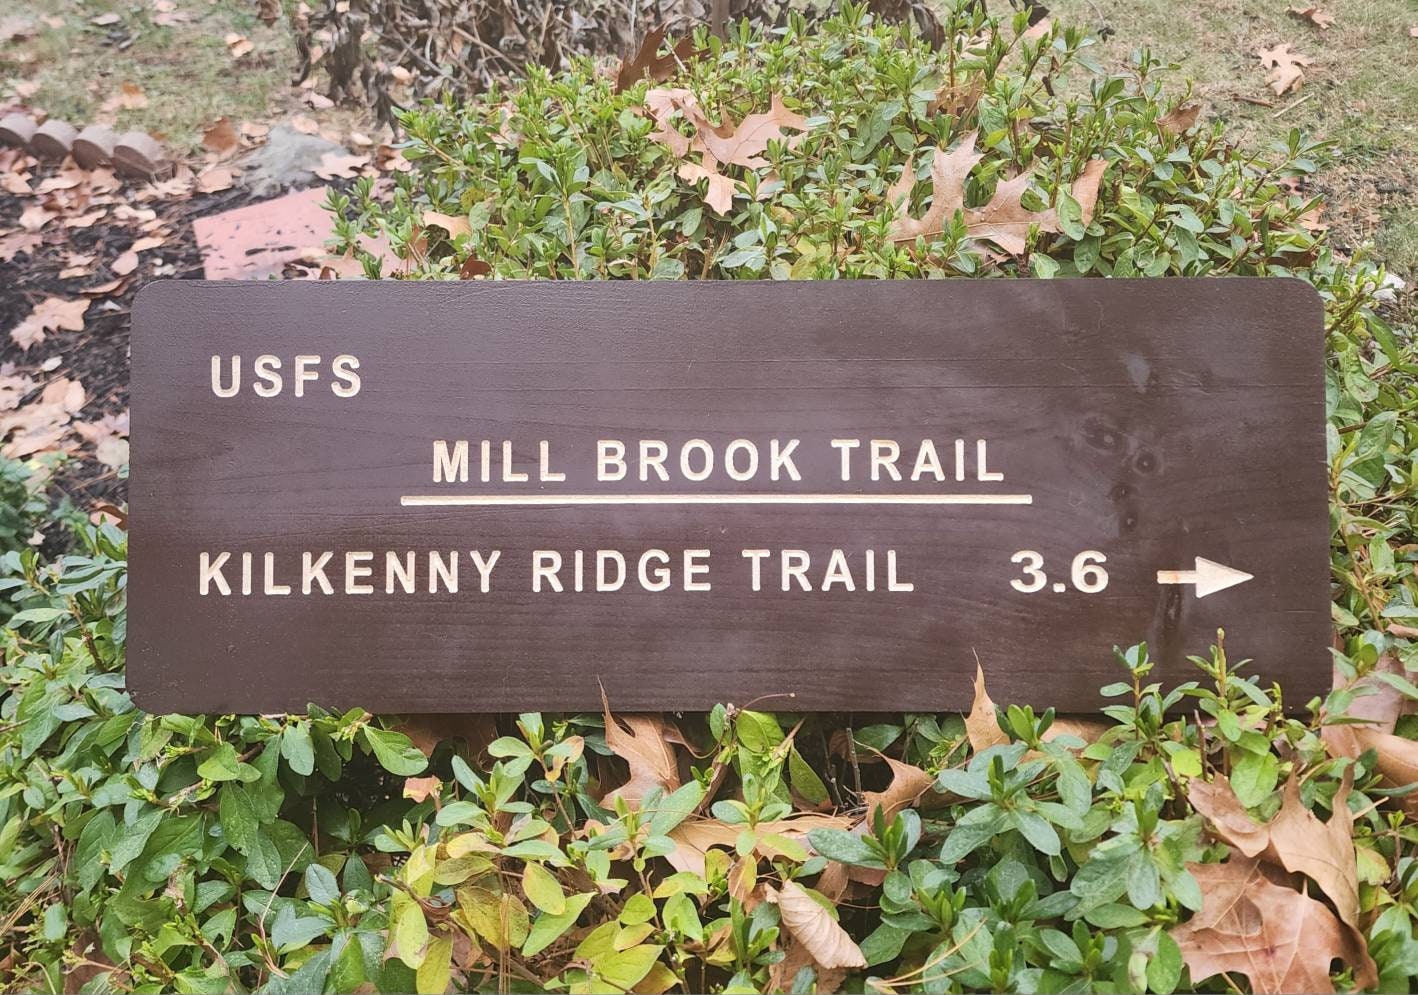 USFS
MILL BROOK TRAIL
KILKENNY RIDGE TRAIL 3.6 →